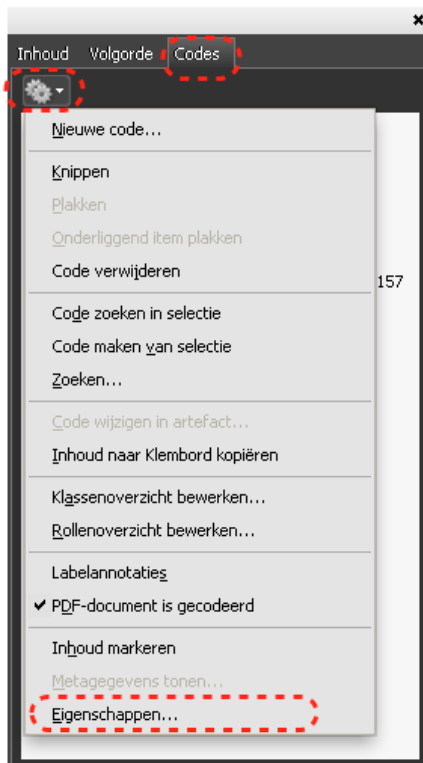 Inhoud Volgorde Codes
Nieuwe code...
Knippen
Plakken
Onderliggend item plakken
Code verwijderen
157
Code zoeken in selectie
Code maken van selectie
Zoeken...
Code wijzigen in artefact...
Inhoud naar Klembord kopiëren
Klassenoverzicht bewerken...
Rollenoverzicht bewerken...
Labelannotaties
PDF-document is gecodeerd
Inhoud markeren
Metagegevens tonen...
Eigenschappen...